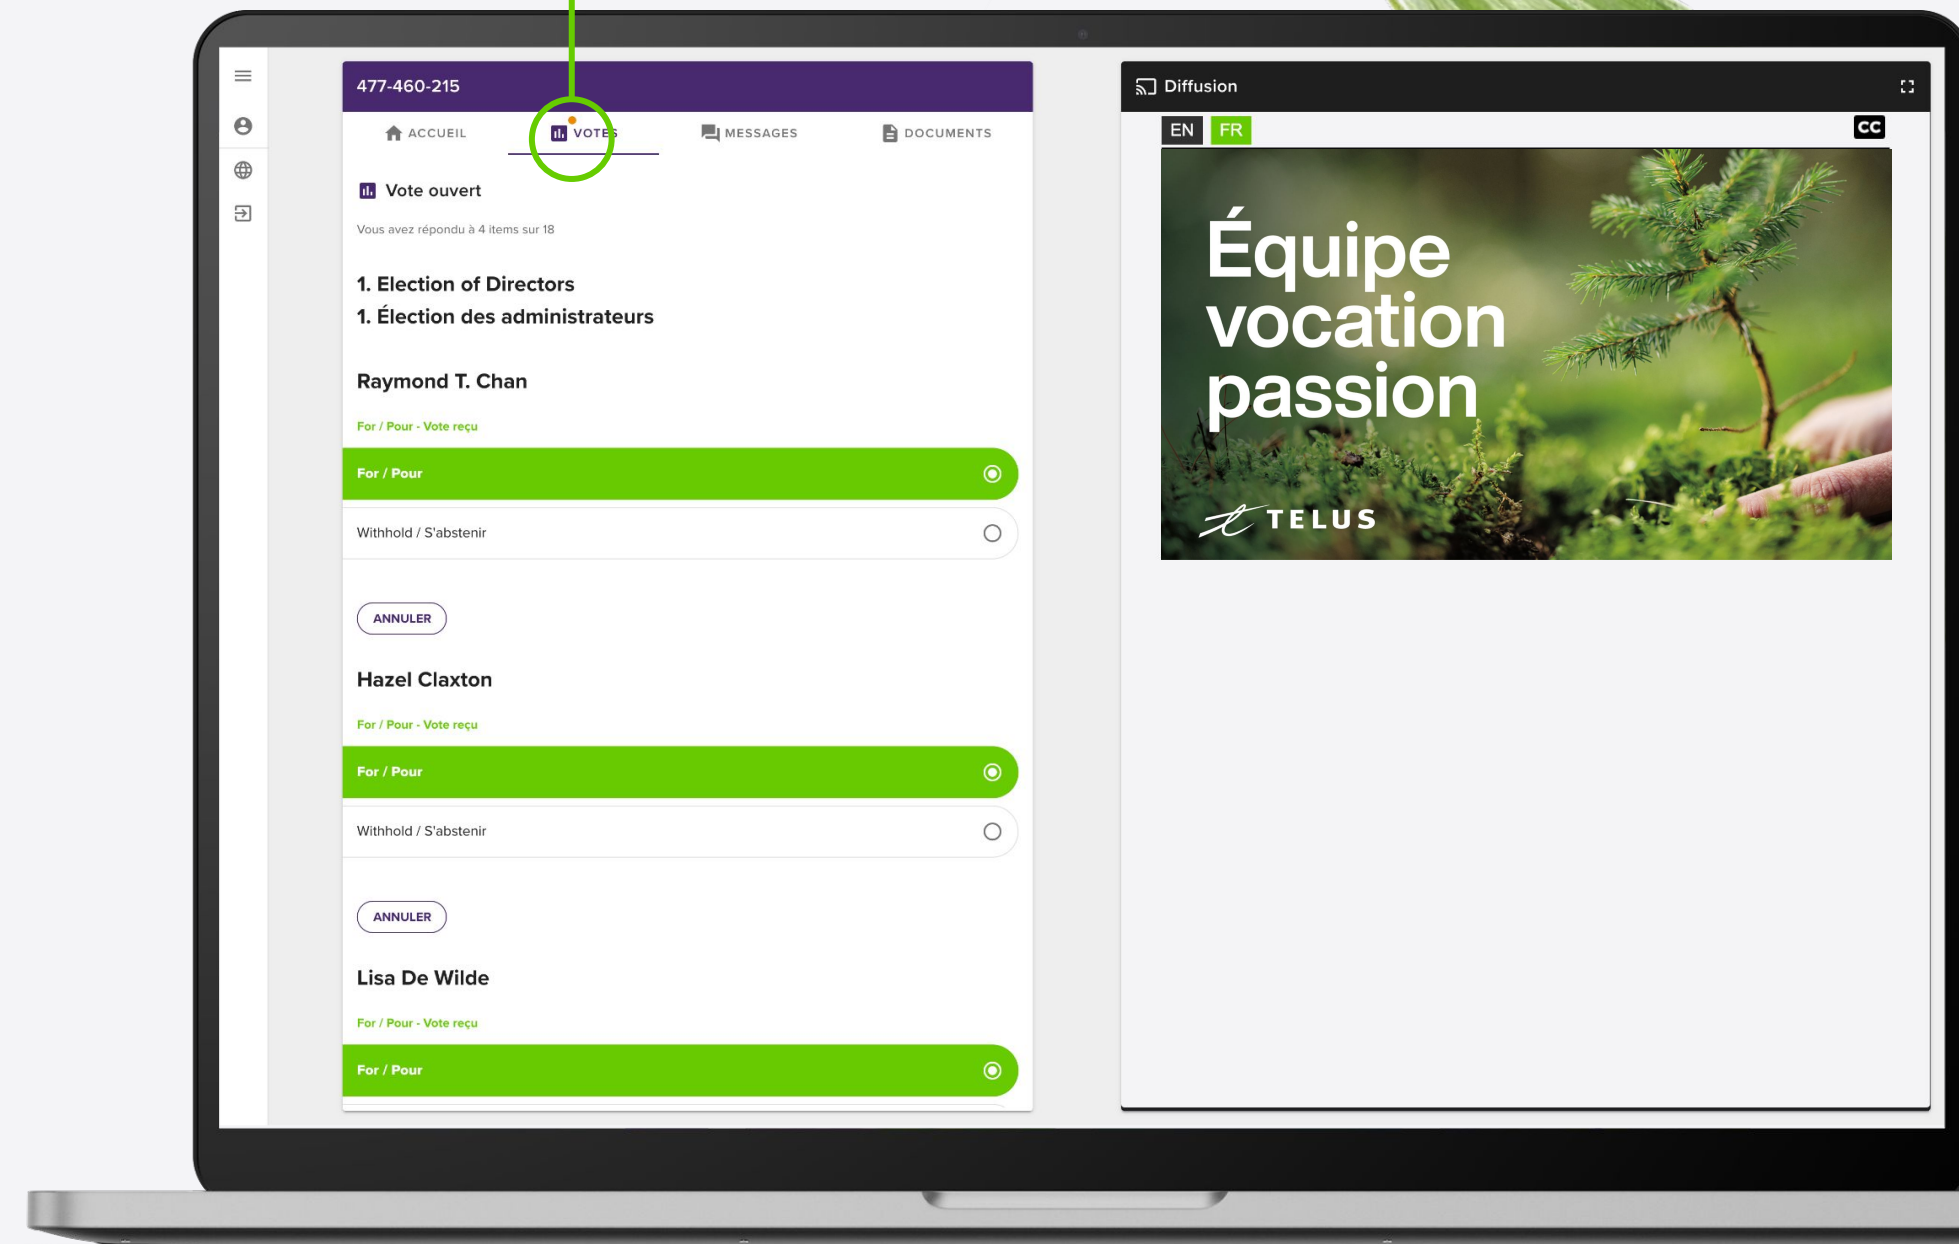 477-460-215
ACCUEIL
VOTES
MESSAGES
DOCUMENTS
Vote ouvert
Vous avez répondu à 4 items sur 18
1. Election of Directors
1. Élection des administrateurs
Raymond T. Chan
For / Pour - Vote reçu
For / Pour
Withhold / S'abstenir
ANNULER
Hazel Claxton
For / Pour - Vote reçu
For / Pour
Withhold / S'abstenir
ANNULER
Lisa De Wilde
For / Pour - Vote reçu
For / Pour
Diffusion
EN FR
CC
Équipe
vocation
passion
TELUS